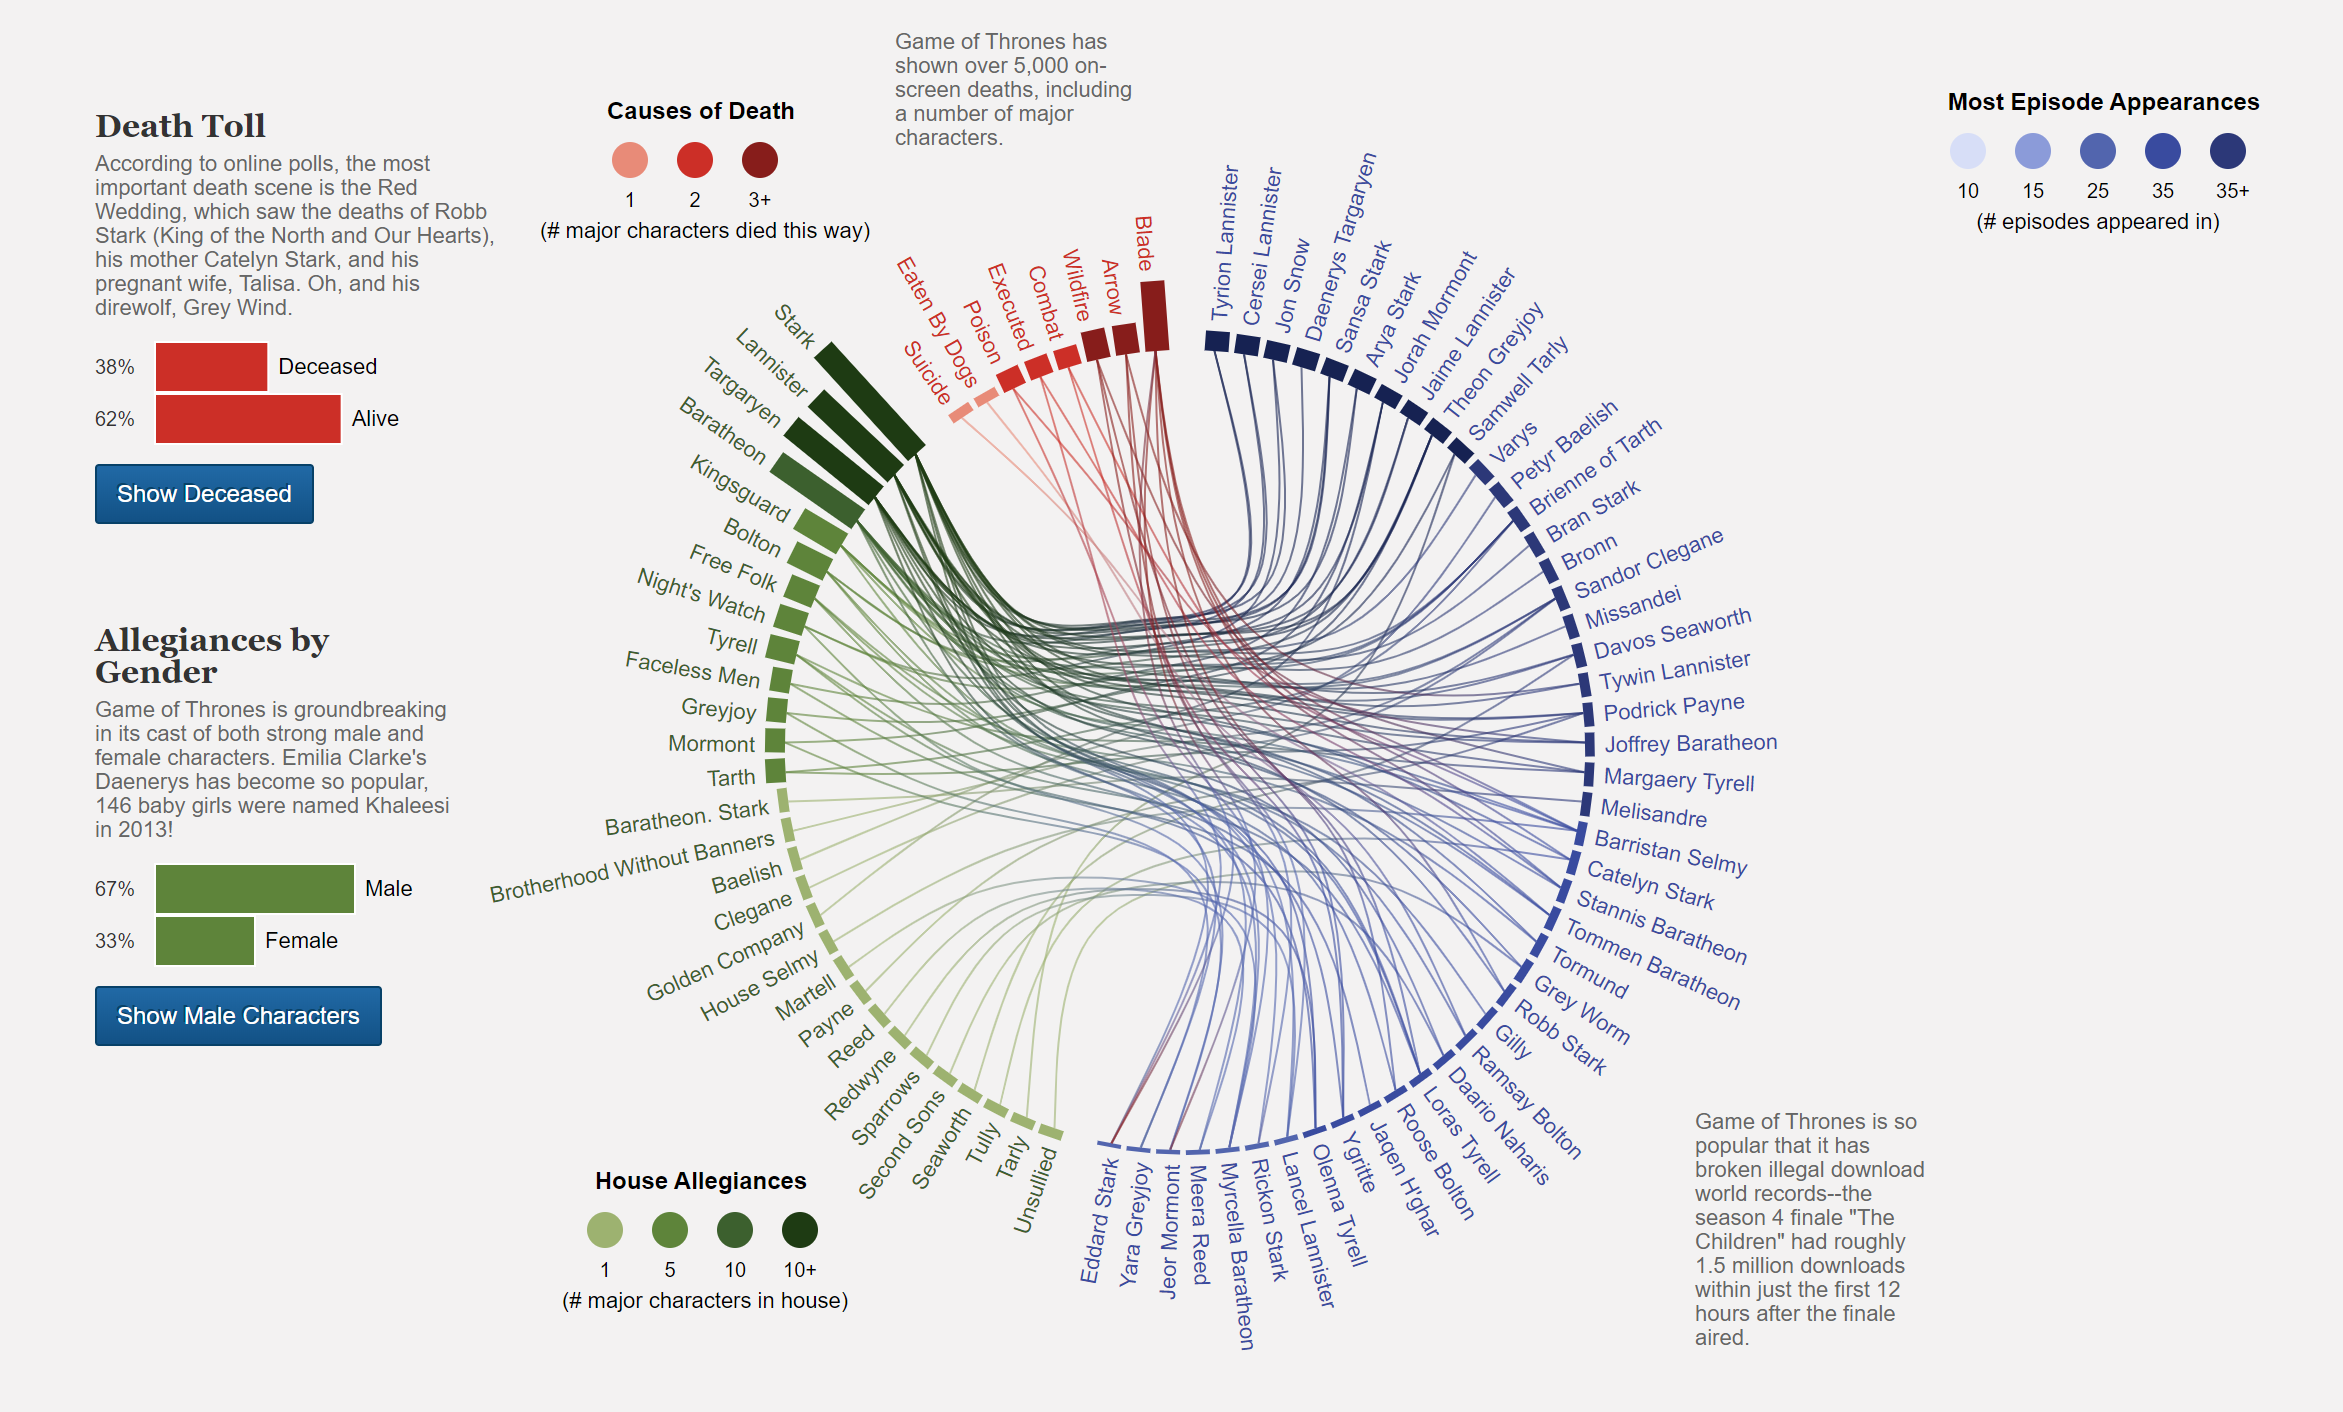 Game of Thrones has
shown over 5,000 on-
screen deaths, including
a number of major
characters.
Death Toll
According to online polls, the most
important death scene is the Red
Wedding, which saw the deaths of Robb
Stark (King of the North and Our Hearts),
his mother Catelyn Stark, and his
pregnant wife, Talisa. Oh, and his
direwolf, Grey Wind.
38%
Deceased
62%
Alive
Show Deceased
Causes of Death
1
2
3+
(# major characters died this way)
Most Episode Appearances
10
15
25
35
35+
(# episodes appeared in)
Allegiances by
Gender
Game of Thrones is groundbreaking
in its cast of both strong male and
female characters. Emilia Clarke's
Daenerys has become so popular,
146 baby girls were named Khaleesi
in 2013!
67%
Male
33%
Female
Show Male Characters
Suicide
Eaten By Dogs
Poison
Executed
Combat
Wildfire
Arrow
Blade
Tyrion Lannister
Cersei Lannister
Jon Snow
Daenerys Targaryen
Sansa Stark
Arya Stark
Jorah Mormont
Jaime Lannister
Theon Greyjoy
Samwell Tarly
Varys
Petyr Baelish
Brienne of Tarth
Bran Stark
Bronn
Sandor Clegane
Missandei
Davos Seaworth
Tywin Lannister
Podrick Payne
Joffrey Baratheon
Margaery Tyrell
Melisandre
Barristan Selmy
Catelyn Stark
Stannis Baratheon
Tommen Baratheon
Tormund
Grey Worm
Robb Stark
Gilly
Ramsay Bolton
Daario Naharis
Loras Tyrell
Roose Bolton
Jaqen H'ghar
Ygritte
Olenna Tyrell
Lancel Lannister
Rickon Stark
Myrcella Baratheon
Meera Reed
Jeor Mormont
Yara Greyjoy
Eddard Stark
Stark
Lannister
Targaryen
Baratheon
Kingsguard
Bolton
Free Folk
Night's Watch
Tyrell
Faceless Men
Greyjoy
Mormont
Tarth
Baratheon. Stark
Brotherhood Without Banners
Baelish
Clegane
Golden Company
House Selmy
Martell
Payne
Reed
Redwyne
Sparrows
Second Sons
Seaworth
Tully
Tarly
Unsullied
House Allegiances
1
5
10
10+
(# major characters in house)
Game of Thrones is so
popular that it has
broken illegal download
world records--the
season 4 finale "The
Children" had roughly
1.5 million downloads
within just the first 12
hours after the finale
aired.